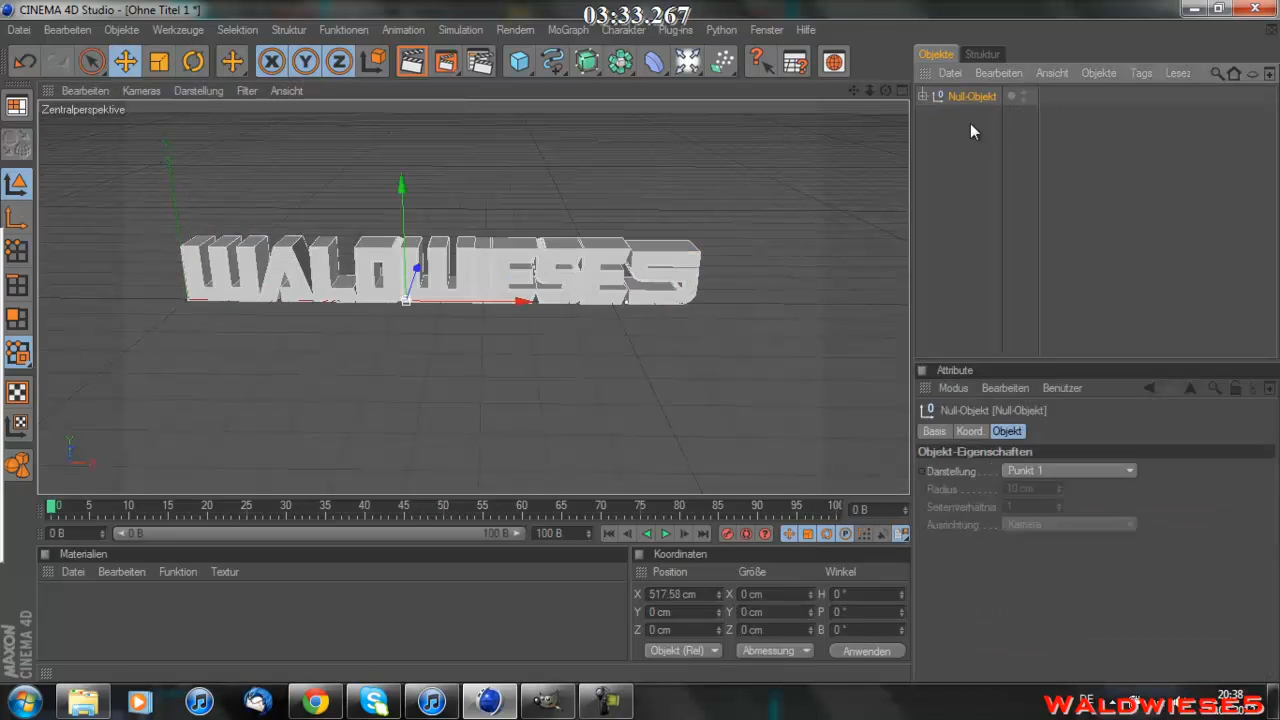 CINEMA 4D Studio - [Ohne Titel 1 *]
03:33.267
Datei Bearbeiten Objekte Werkzeuge Selektion Struktur Funktionen Animation Simulation Rendern MoGraph Charakter Plug-ins Python Fenster Hilfe
X Y Z
Bearbeiten Kameras Darstellung Filter Ansicht
Zentralperspektive
WALDWIESE5
Y
X
0 5 10 15 20 25 30 35 40 45 50 55 60 65 70 75 80 85 90 95 100 0 B
0 B 0 B 100 B 100 B
Materialien
Datei Bearbeiten Funktion Textur
Koordinaten
Position Größe Winkel
X 517.58 cm X 0 cm H 0 °
Y 0 cm Y 0 cm P 0 °
Z 0 cm Z 0 cm B 0 °
Objekt (Rel) Abmessung Anwenden
Objekte Struktur
Datei Bearbeiten Ansicht Objekte Tags Lesez
Null-Objekt
Attribute
Modus Bearbeiten Benutzer
Null-Objekt [Null-Objekt]
Basis Koord. Objekt
Objekt-Eigenschaften
Darstellung Punkt 1
Radius 10 cm
Seitenverhältnis 1
Ausrichtung Kamera
MAXON
CINEMA 4D
DE
20:38
WALDWIESE5